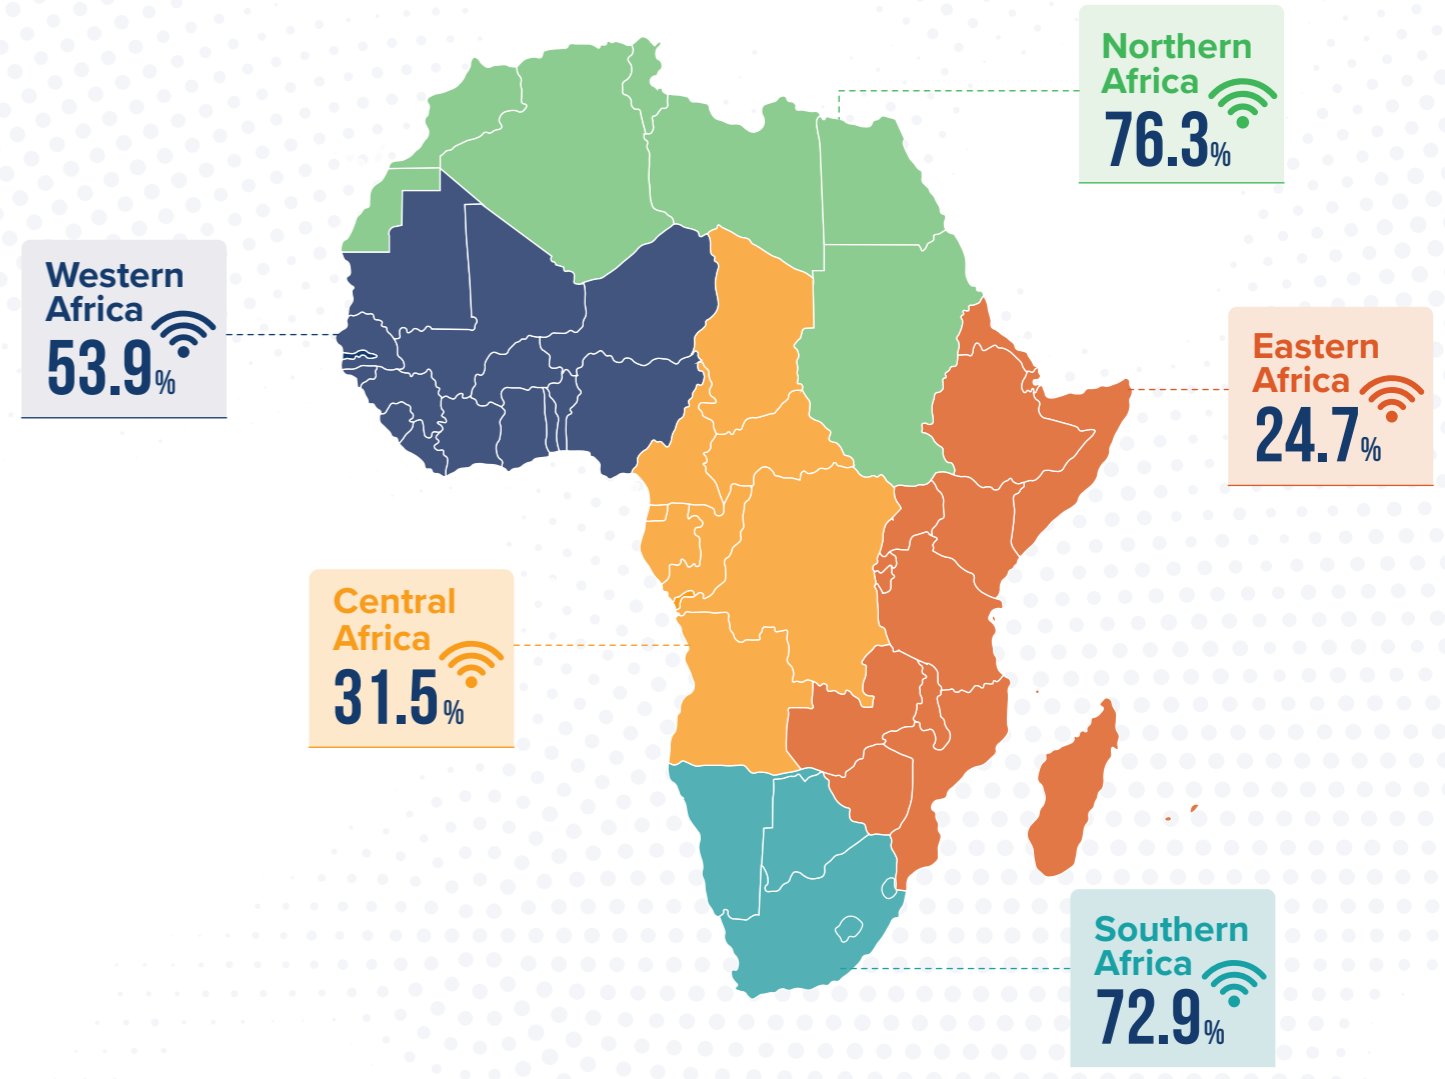 Northern
Africa
76.3%
Western
Africa
53.9%
Eastern
Africa
24.7%
Central
Africa
31.5%
Southern
Africa
72.9%